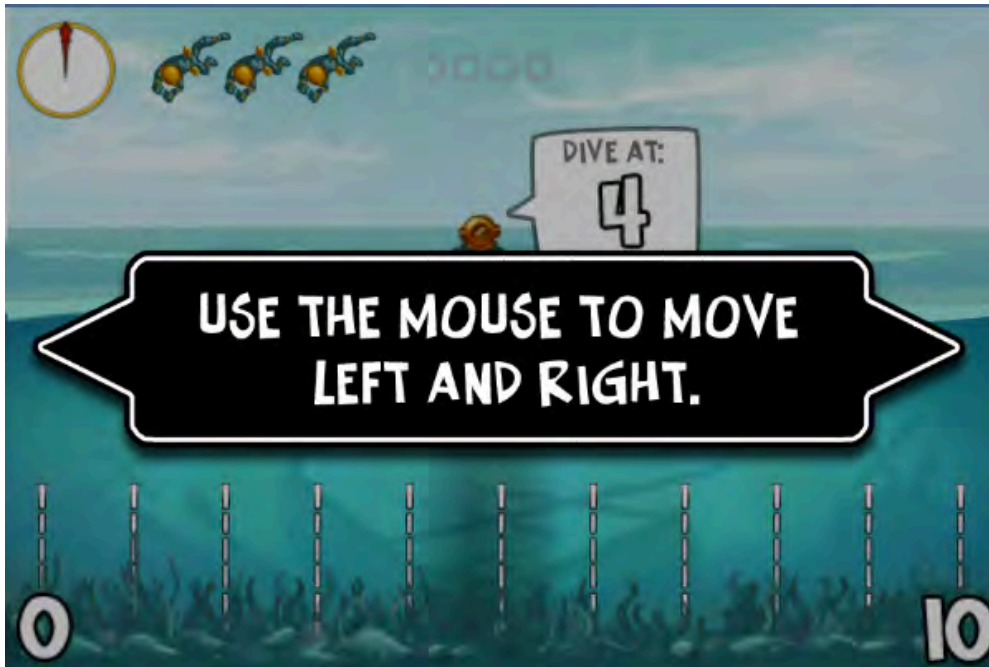 DIVE AT:
4
USE THE MOUSE TO MOVE
LEFT AND RIGHT.
0
10